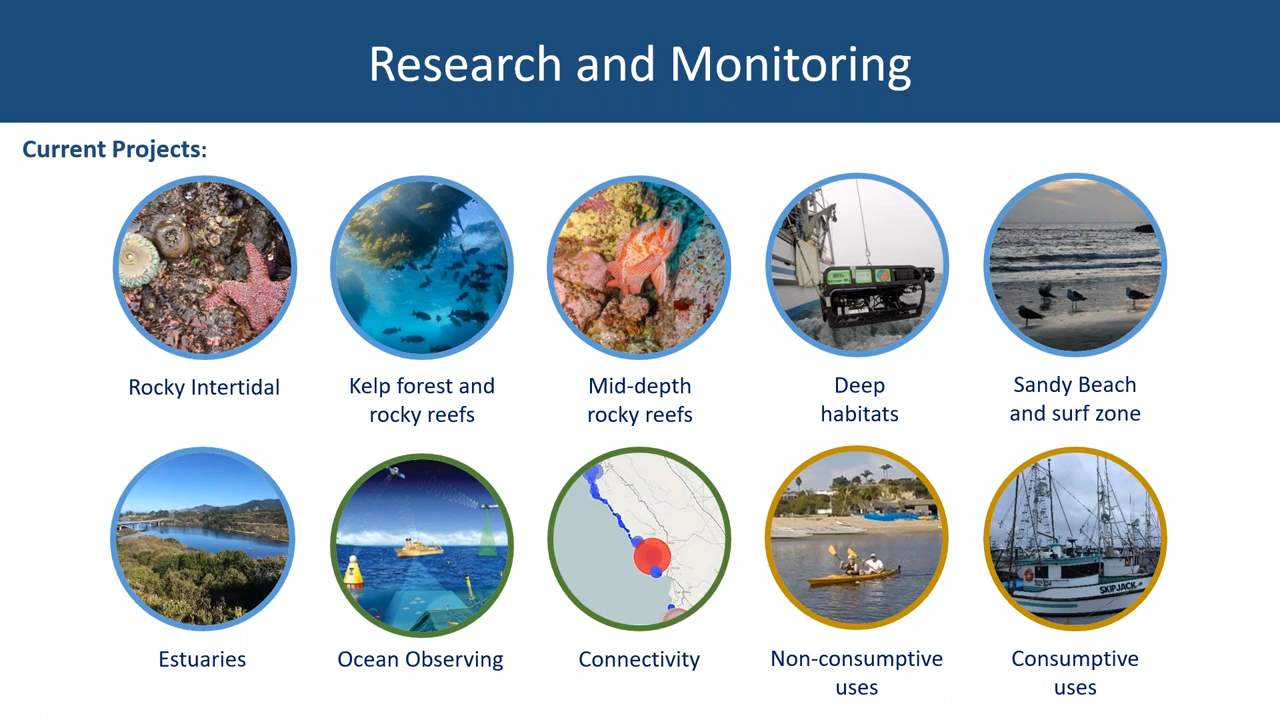 Research and Monitoring
Current Projects:
Rocky Intertidal
Kelp forest and
rocky reefs
Mid-depth
rocky reefs
Deep
habitats
Sandy Beach
and surf zone
Estuaries
Ocean Observing
Connectivity
Non-consumptive
uses
SKIPJACK
Consumptive
uses